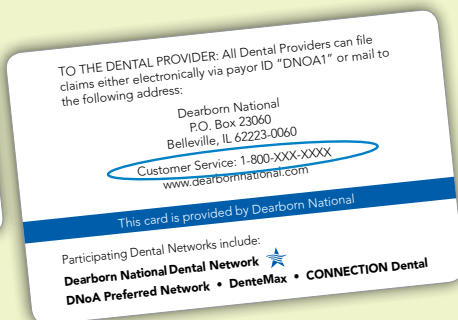 TO THE DENTAL PROVIDER: All Dental Providers can file
claims either electronically via payor ID "DNOA1" or mail to
the following address:
Dearborn National
P.O. Box 23060
Belleville, IL 62223-0060
Customer Service: 1-800-XXX-XXXX
www.dearbornnational.com
This card is provided by Dearborn National
Participating Dental Networks include:
Dearborn National Dental Network
DNoA Preferred Network • DenteMax • CONNECTION Dental